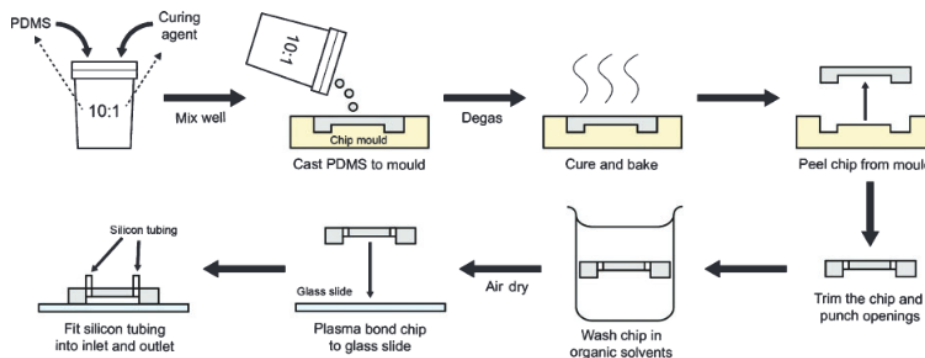 PDMS
Curing
agent
10:1
Mix well
10:1
Chip mould
Cast PDMS to mould
Degas
Cure and bake
Peel chip from mould
Trim the chip and
punch openings
Wash chip in
organic solvents
Air dry
Glass slide
Plasma bond chip
to glass slide
Silicon tubing
Fit silicon tubing
into inlet and outlet